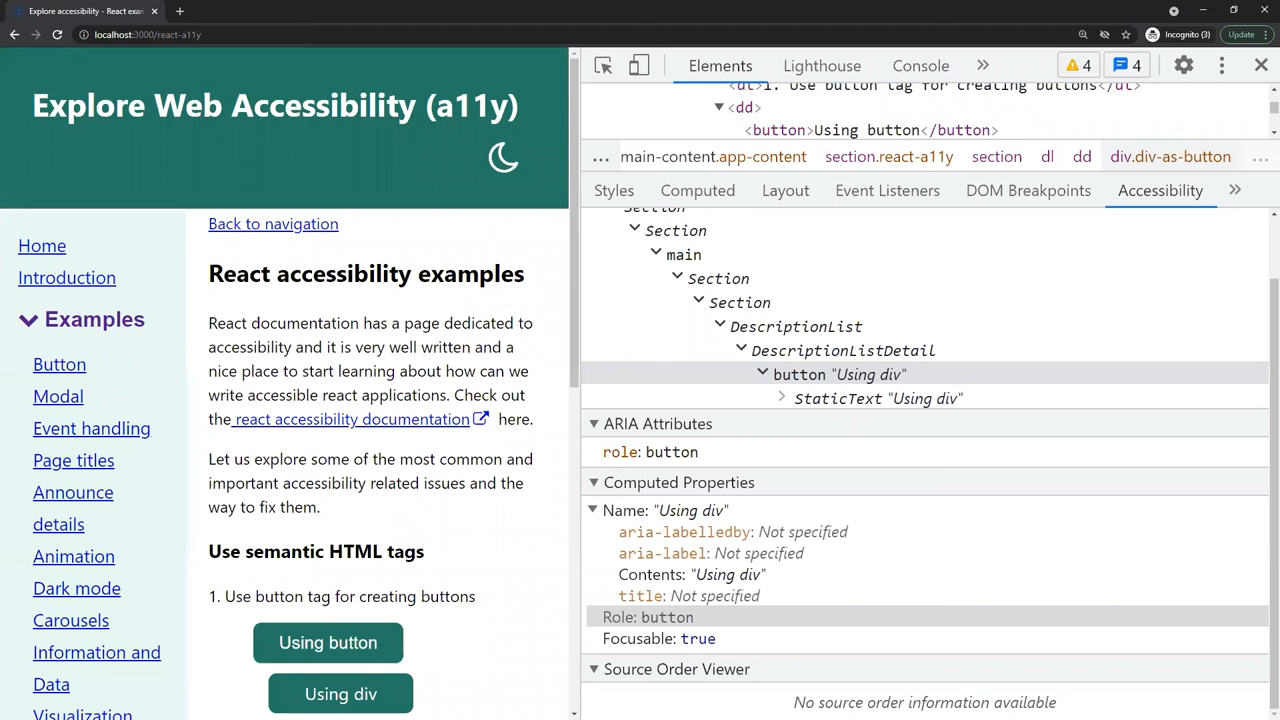 Explore accessibility - React exam
localhost:3000/react-a11y
Incognito (3)
Update
Explore Web Accessibility (a11y)
Home
Introduction
Examples
Button
Modal
Event handling
Page titles
Announce
details
Animation
Dark mode
Carousels
Information and
Data
Visualization
Back to navigation
React accessibility examples
React documentation has a page dedicated to
accessibility and it is very well written and a
nice place to start learning about how can we
write accessible react applications. Check out
the react accessibility documentation here.
Let us explore some of the most common and
important accessibility related issues and the
way to fix them.
Use semantic HTML tags
1. Use button tag for creating buttons
Using button
Using div
Elements Lighthouse Console 4 4
<dt>1. Use button tag for creating buttons</dt>
<dd>
<button>Using button</button>
... main-content.app-content section.react-a11y section dl dd div.div-as-button ...
Styles Computed Layout Event Listeners DOM Breakpoints Accessibility
Section
Section
main
Section
Section
DescriptionList
DescriptionListDetail
button "Using div"
StaticText "Using div"
ARIA Attributes
role: button
Computed Properties
Name: "Using div"
aria-labelledby: Not specified
aria-label: Not specified
Contents: "Using div"
title: Not specified
Role: button
Focusable: true
Source Order Viewer
No source order information available